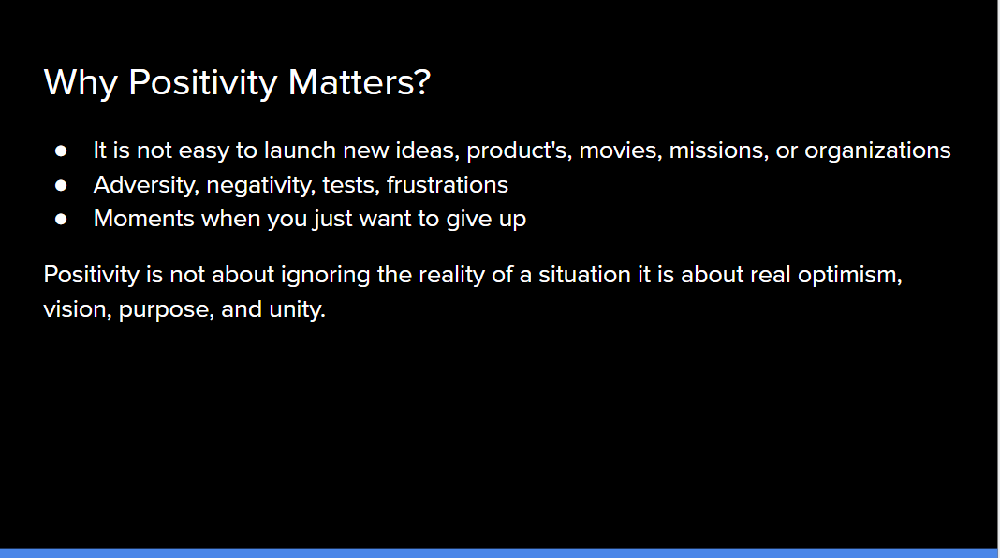 Why Positivity Matters?
● It is not easy to launch new ideas, product's, movies, missions, or organizations
● Adversity, negativity, tests, frustrations
● Moments when you just want to give up
Positivity is not about ignoring the reality of a situation it is about real optimism,
vision, purpose, and unity.